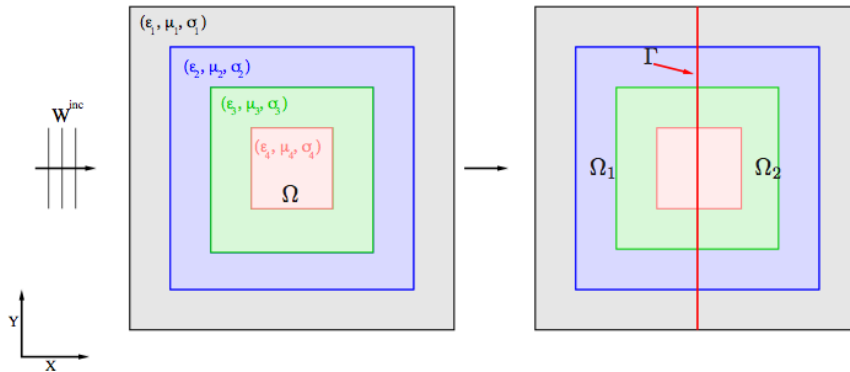 (ε₁, μ₁, σ₁)
(ε₂, μ₂, σ₂)
(ε₃, μ₃, σ₃)
(ε₄, μ₄, σ₄)
Ω
W^inc
Y
X
Γ
Ω₁
Ω₂